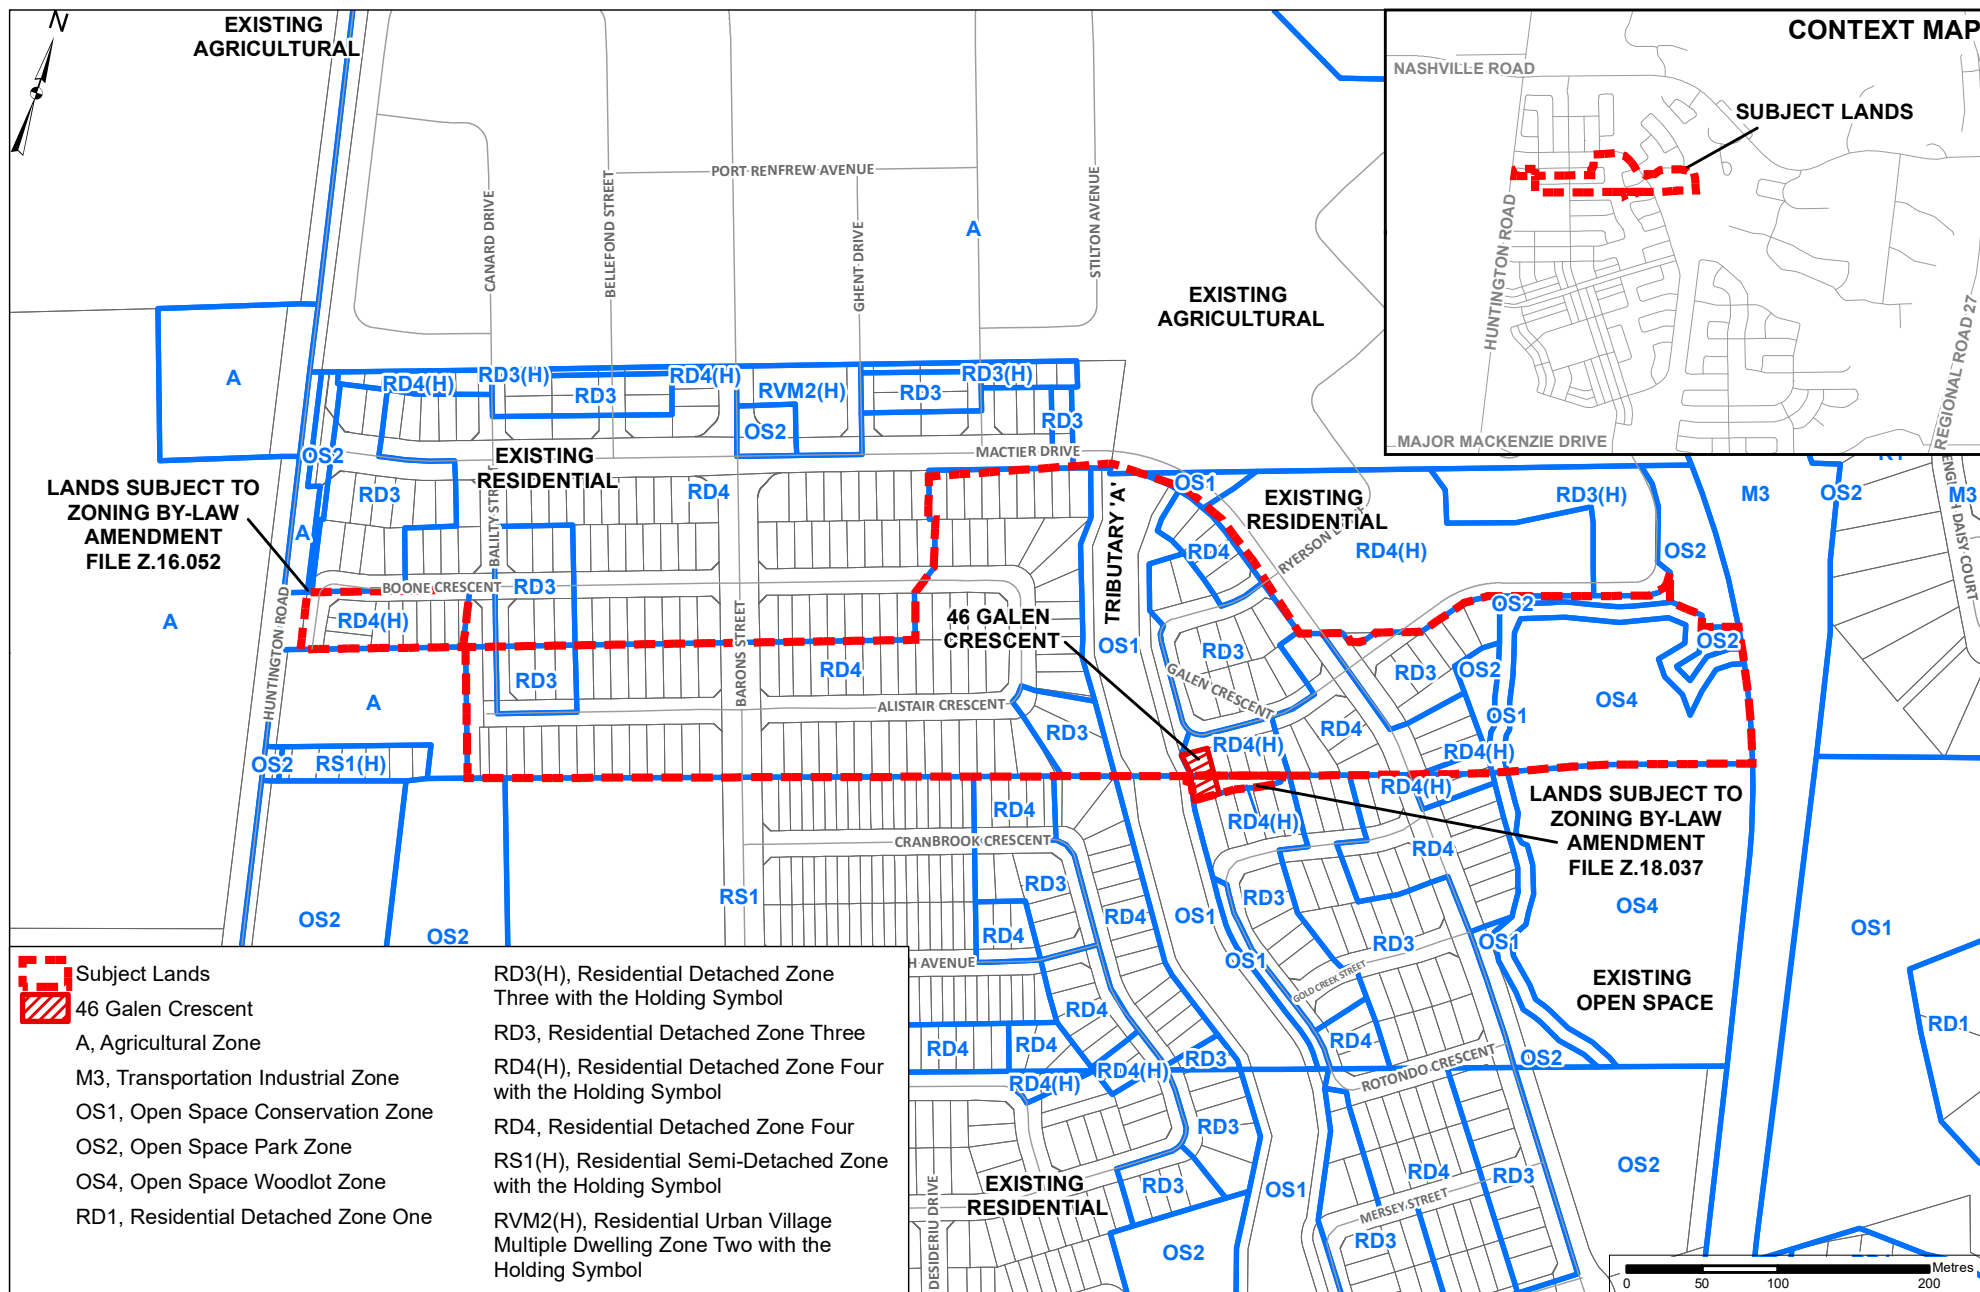 N
EXISTING
AGRICULTURAL
CONTEXT MAP
NASHVILLE ROAD
SUBJECT LANDS
HUNTINGTON ROAD
REGIONAL ROAD 27
MAJOR MACKENZIE DRIVE
PORT RENFREW AVENUE
CANARD DRIVE
BELLEFOND STREET
GHENT DRIVE
STILTON AVENUE
A
EXISTING
AGRICULTURAL
A
RD4(H)
RD3(H)
RD3
RD4(H)
RVM2(H)
RD3
RD3(H)
RD3
OS2
OS2
MACTIER DRIVE
EXISTING
RESIDENTIAL
LANDS SUBJECT TO
ZONING BY-LAW
AMENDMENT
FILE Z.16.052
RD3
RD4
A
BOONE CRESCENT
RD3
RD4(H)
A
HUNTINGTON ROAD
BARONS STREET
46 GALEN
CRESCENT
TRIBUTARY 'A'
OS1
OS1
EXISTING
RESIDENTIAL
RD3(H)
RD4(H)
RD4
OS2
M3
OS2
M3
ENGLISH DAISY COURT
RD3
GALEN CRESCENT
RD3
OS2
OS2
OS2
OS4
OS1
RD3
RD4
ALISTAIR CRESCENT
A
RD3
RD4(H)
RD4
RD4(H)
RD4(H)
OS2
RS1(H)
RD4(H)
LANDS SUBJECT TO
ZONING BY-LAW
AMENDMENT
FILE Z.18.037
RD4
CRANBROOK CRESCENT
RD4
RD3
RS1
RD3
RD4
RD4
OS1
OS4
OS2
OS2
H AVENUE
OS1
RD3
OS1
OS1
GOLD CREEK STREET
EXISTING
OPEN SPACE
RD4
RD4
RD4
RD3
RD4
RD1
RD4(H)
RD4(H)
ROTONDO CRESCENT
OS2
RD3
EXISTING
RESIDENTIAL
RD3
OS1
RD4
RD3
OS2
MERSEY STREET
RD3
OS2
DESIDERIU DRIVE
Subject Lands
46 Galen Crescent
A, Agricultural Zone
M3, Transportation Industrial Zone
OS1, Open Space Conservation Zone
OS2, Open Space Park Zone
OS4, Open Space Woodlot Zone
RD1, Residential Detached Zone One
RD3(H), Residential Detached Zone
Three with the Holding Symbol
RD3, Residential Detached Zone Three
RD4(H), Residential Detached Zone Four
with the Holding Symbol
RD4, Residential Detached Zone Four
RS1(H), Residential Semi-Detached Zone
with the Holding Symbol
RVM2(H), Residential Urban Village
Multiple Dwelling Zone Two with the
Holding Symbol
Metres
0 50 100 200